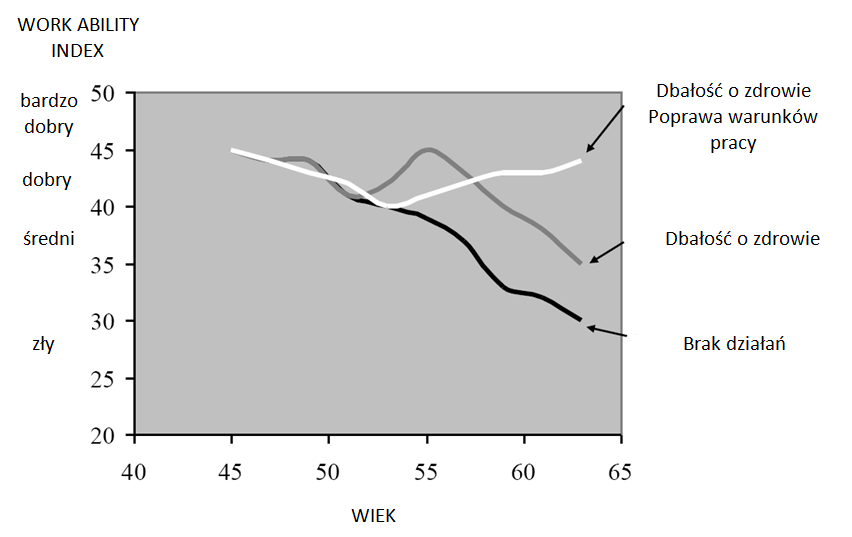 WORK ABILITY
INDEX
bardzo
dobry
dobry
średni
zły
50
45
40
35
30
25
20
40
45
50
55
60
65
WIEK
Dbałość o zdrowie
Poprawa warunków
pracy
Dbałość o zdrowie
Brak działań